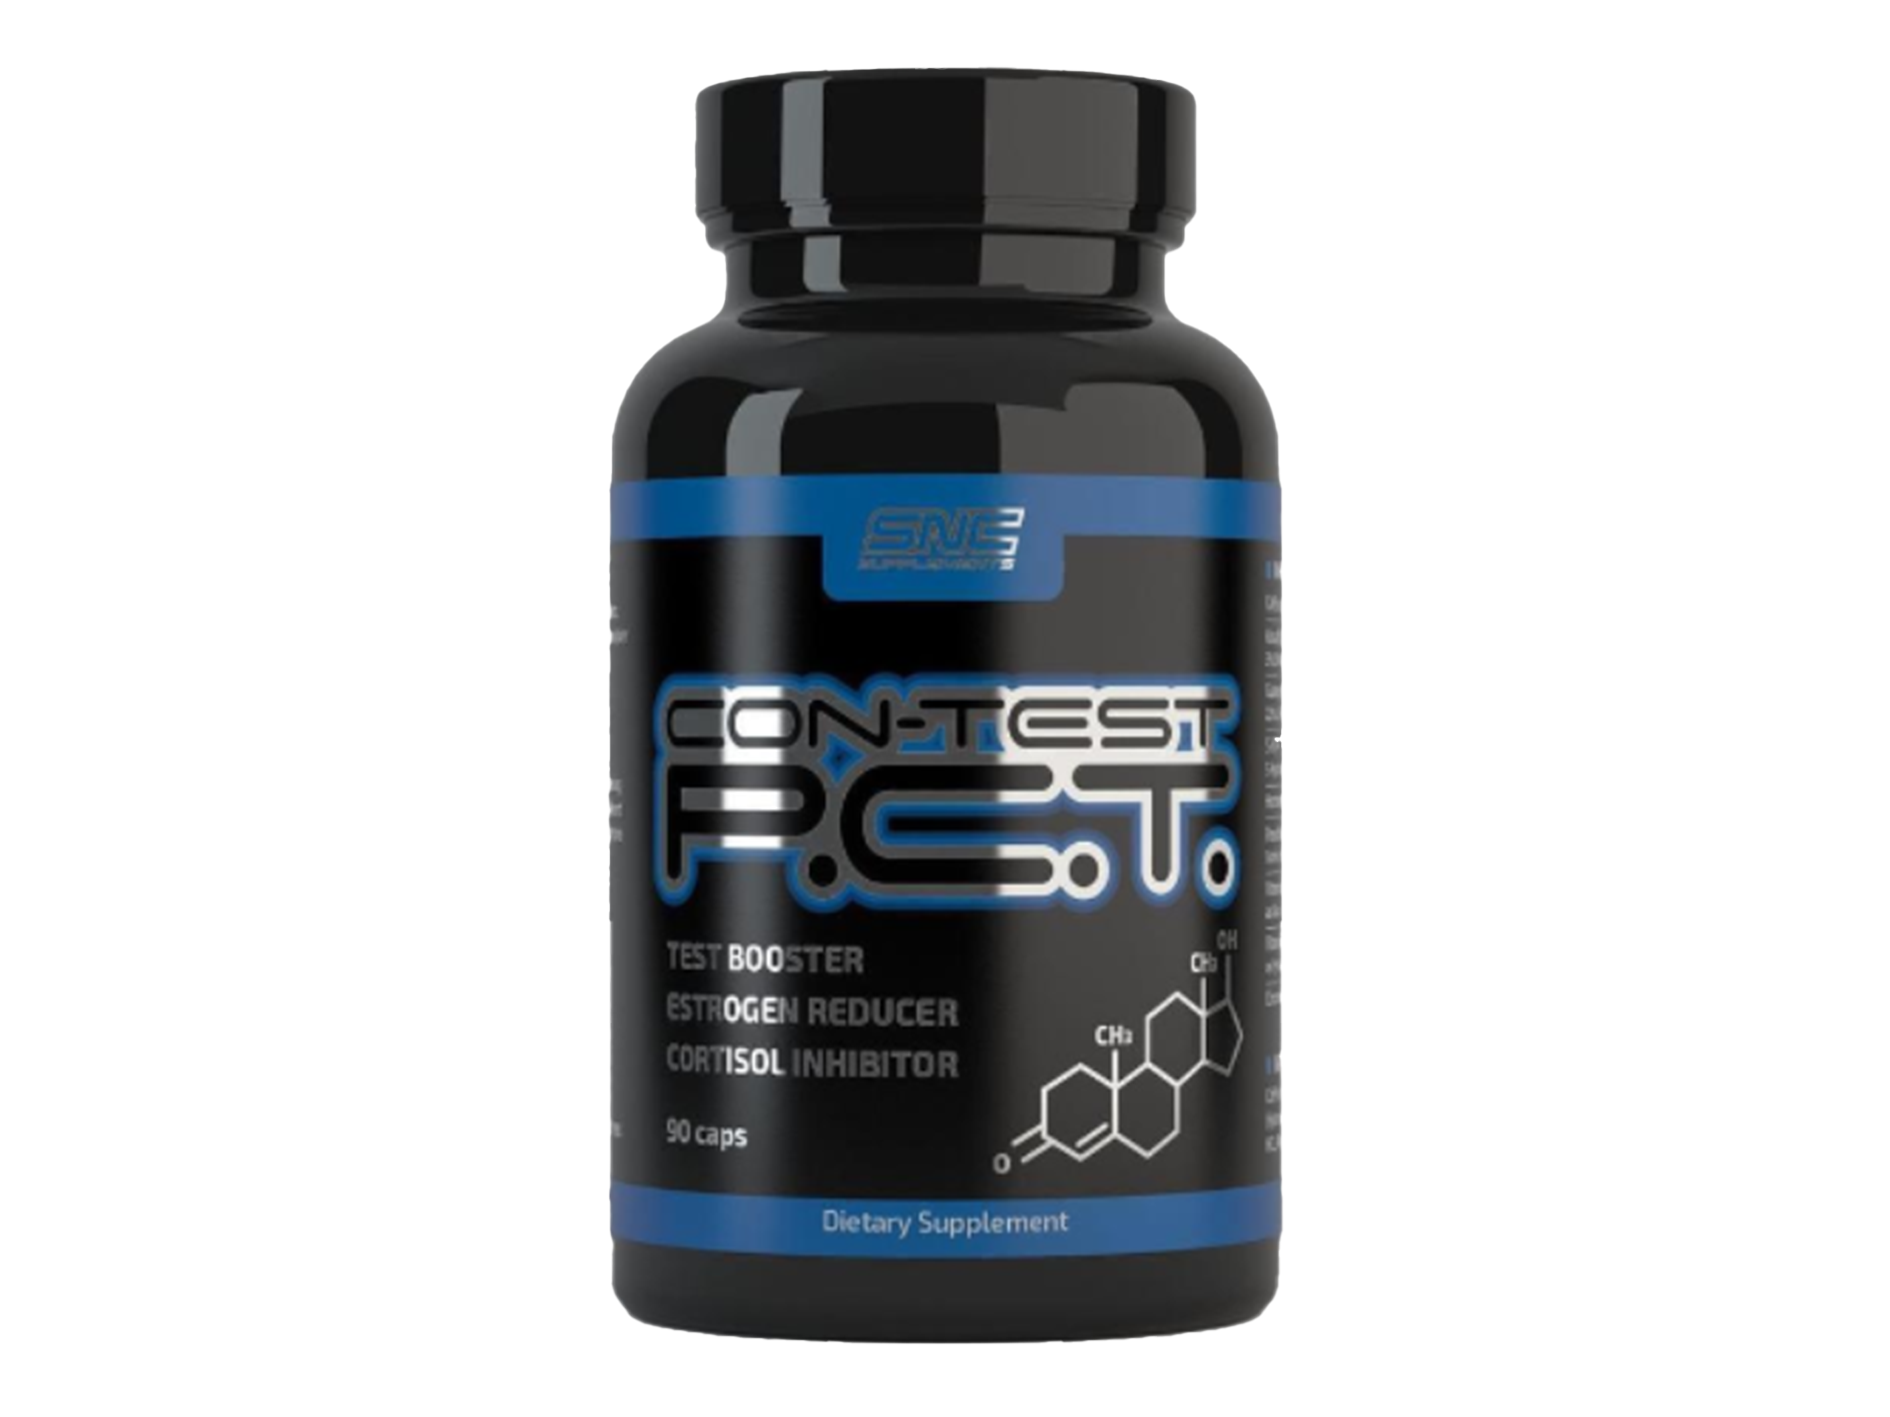 SNC
SUPPLEMENTS
CON-TEST
P.C.T.
TEST BOOSTER
ESTROGEN REDUCER
CORTISOL INHIBITOR
90 caps
OH
CH3
CH3
O
Dietary Supplement